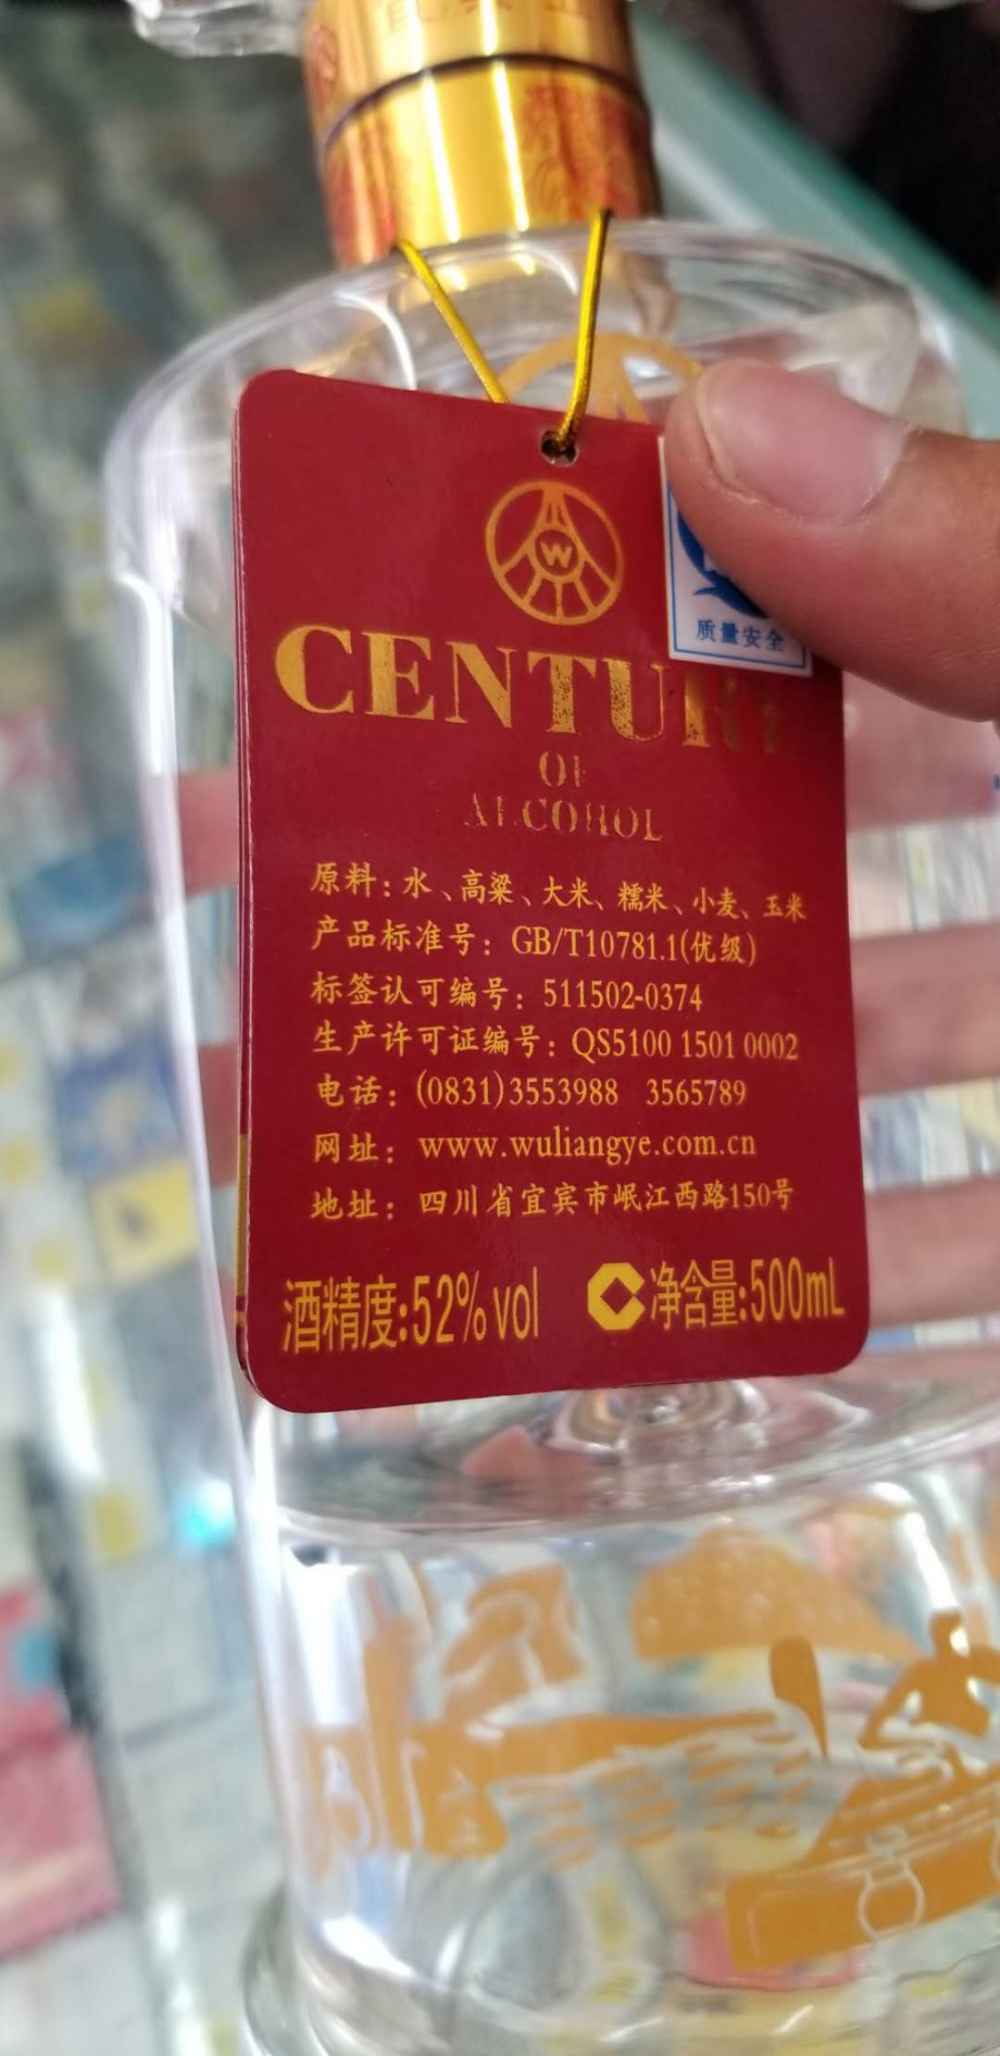 W
质量安全
CENTURY
OF
ALCOHOL
原料:水、高粱、大米、糯米、小麦、玉米
产品标准号: GB/T10781.1(优级)
标签认可编号: 511502-0374
生产许可证编号: QS5100 1501 0002
电话: (0831)3553988 3565789
网址: www.wuliangye.com.cn
地址: 四川省宜宾市岷江西路150号
酒精度:52%vol
C净含量:500mL